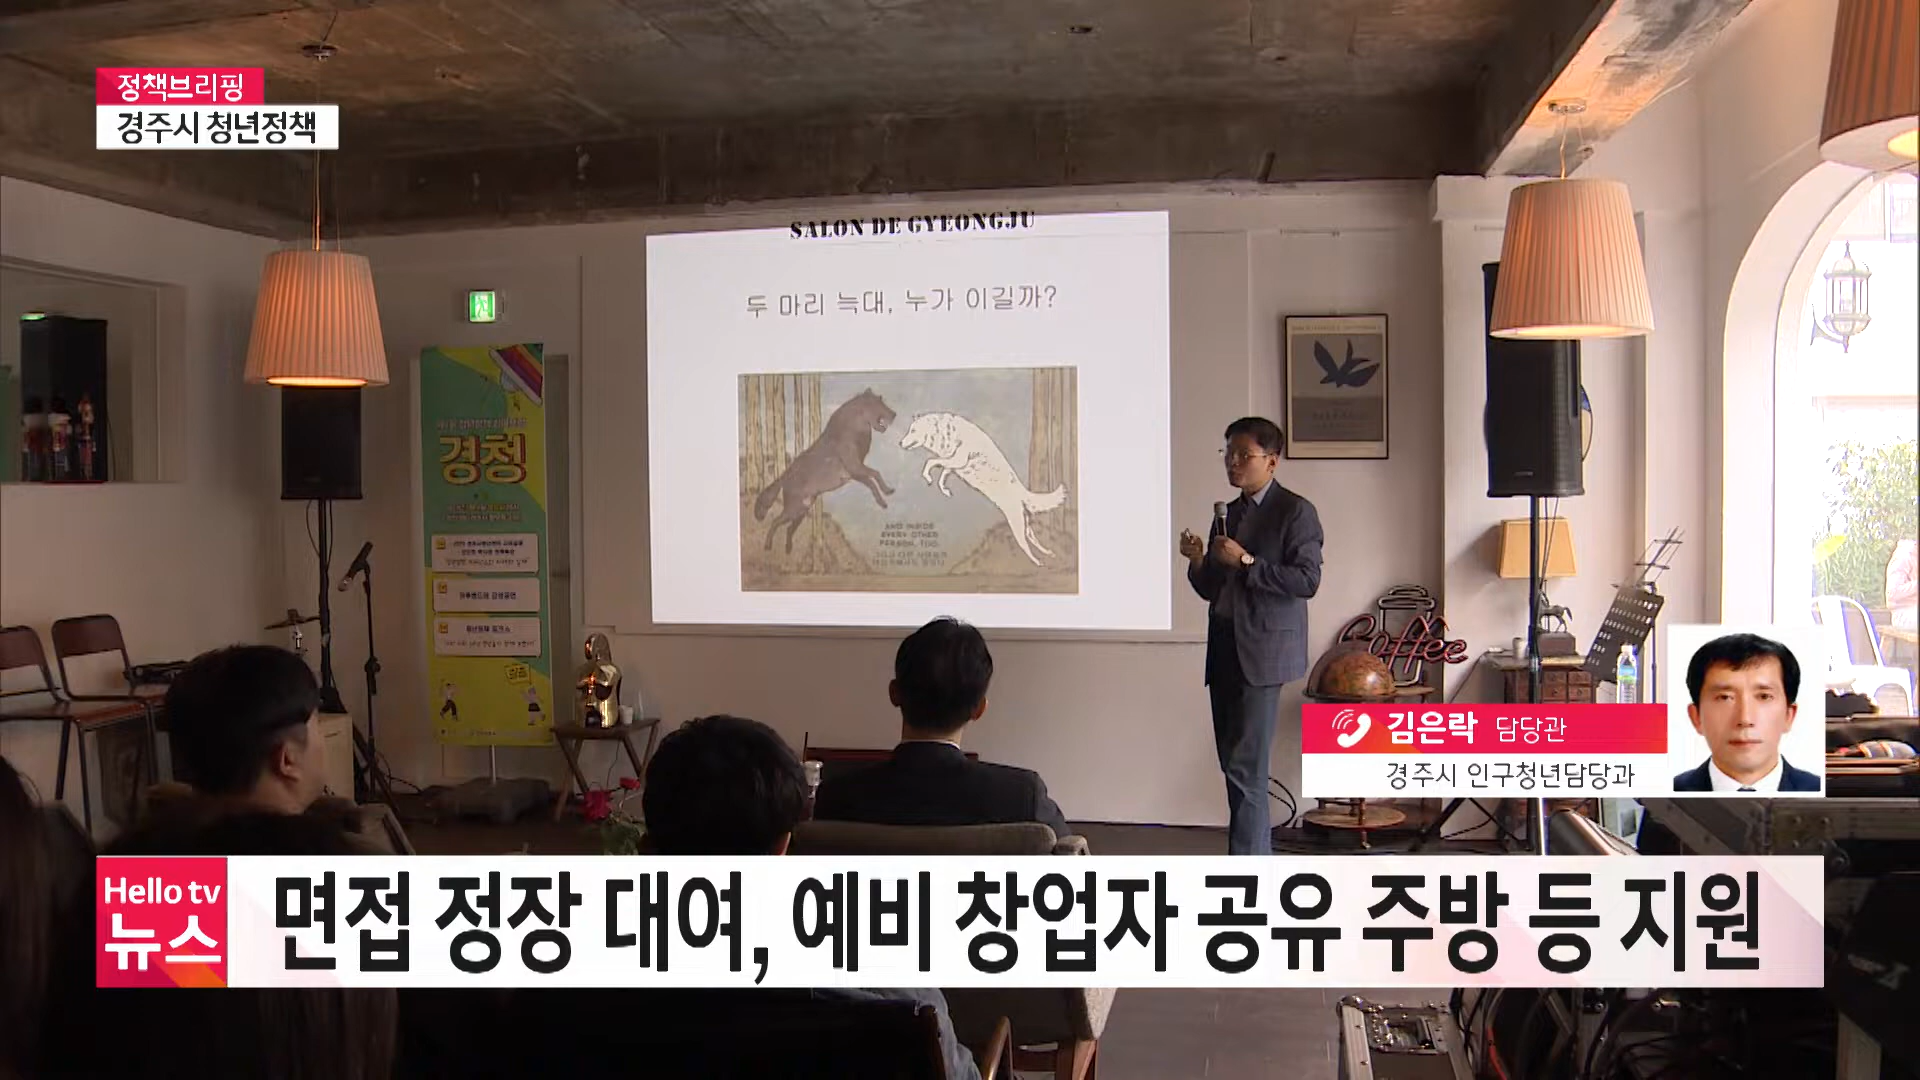 정책브리핑
경주시 청년정책
SALON DE GYEONGJU
두 마리 늑대, 누가 이길까?
경청
AND INSIDE
EVERY OTHER
PERSON, TOO.
Coffee
김은락 담당관
경주시 인구청년담당과
Hello tv
뉴스
면접 정장 대여, 예비 창업자 공유 주방 등 지원